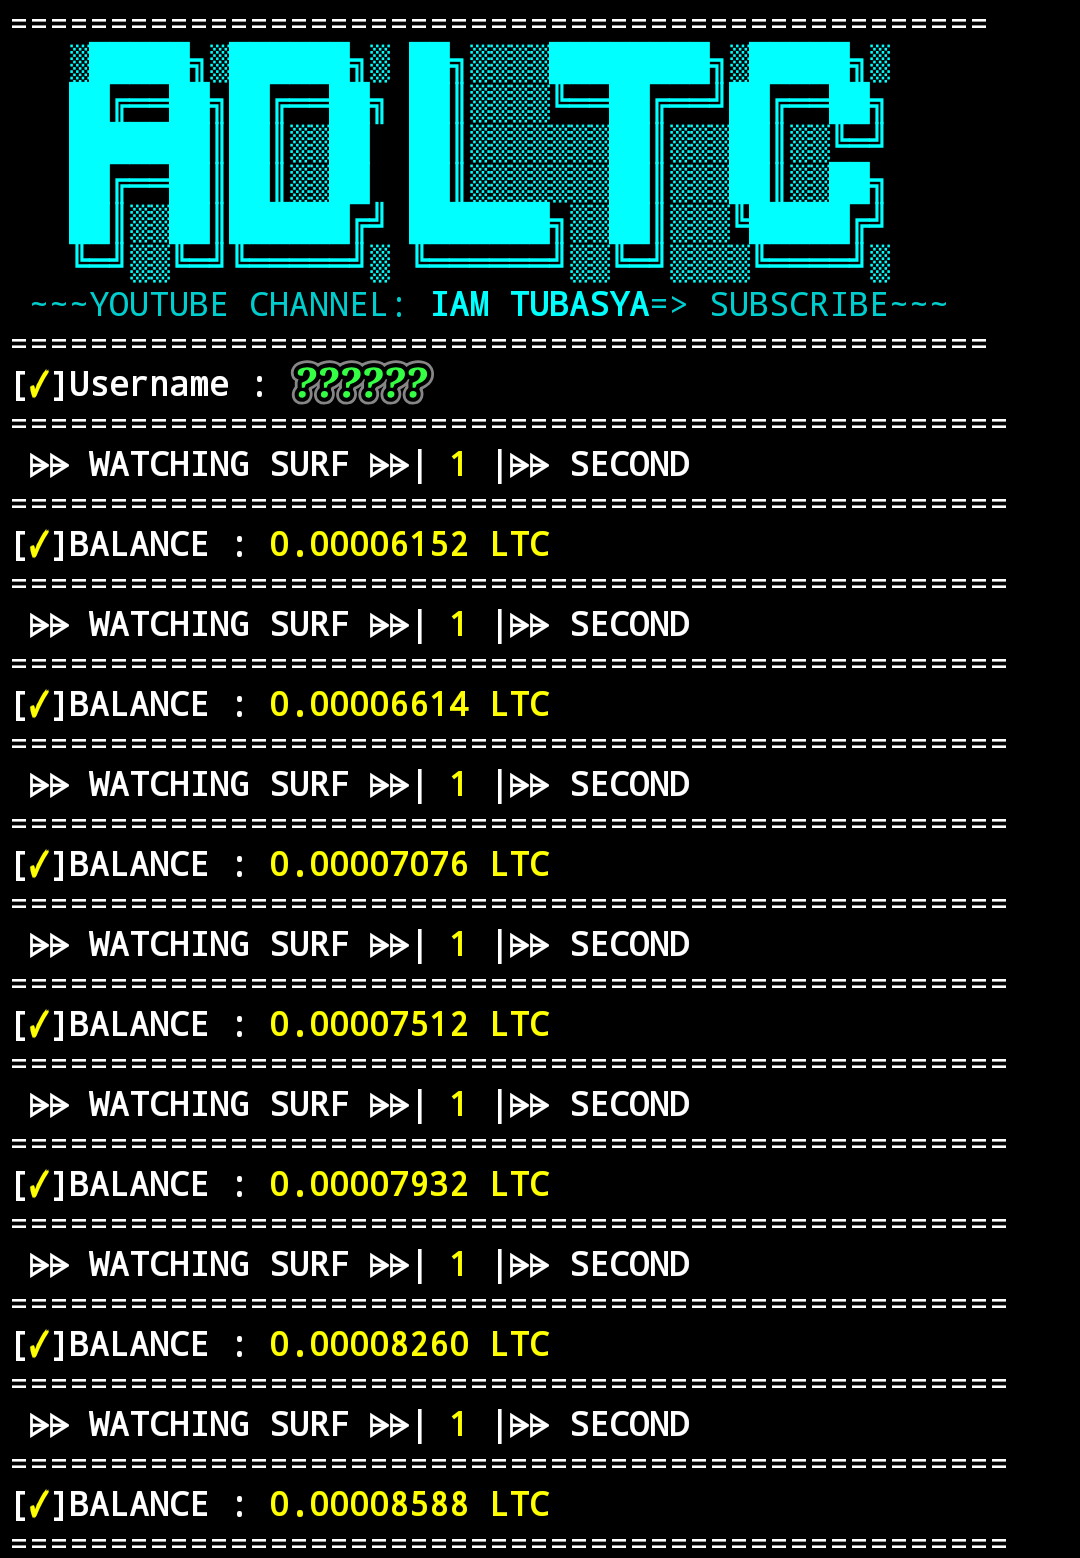 =================================================
ADLTC
~~~YOUTUBE CHANNEL: IAM TUBASYA=> SUBSCRIBE~~~
=================================================
[✓]Username : ??????
==================================================
⌲⌲ WATCHING SURF ⌲⌲| 1 |⌲⌲ SECOND
==================================================
[✓]BALANCE : 0.00006152 LTC
==================================================
⌲⌲ WATCHING SURF ⌲⌲| 1 |⌲⌲ SECOND
==================================================
[✓]BALANCE : 0.00006614 LTC
==================================================
⌲⌲ WATCHING SURF ⌲⌲| 1 |⌲⌲ SECOND
==================================================
[✓]BALANCE : 0.00007076 LTC
==================================================
⌲⌲ WATCHING SURF ⌲⌲| 1 |⌲⌲ SECOND
==================================================
[✓]BALANCE : 0.00007512 LTC
==================================================
⌲⌲ WATCHING SURF ⌲⌲| 1 |⌲⌲ SECOND
==================================================
[✓]BALANCE : 0.00007932 LTC
==================================================
⌲⌲ WATCHING SURF ⌲⌲| 1 |⌲⌲ SECOND
==================================================
[✓]BALANCE : 0.00008260 LTC
==================================================
⌲⌲ WATCHING SURF ⌲⌲| 1 |⌲⌲ SECOND
==================================================
[✓]BALANCE : 0.00008588 LTC
==================================================